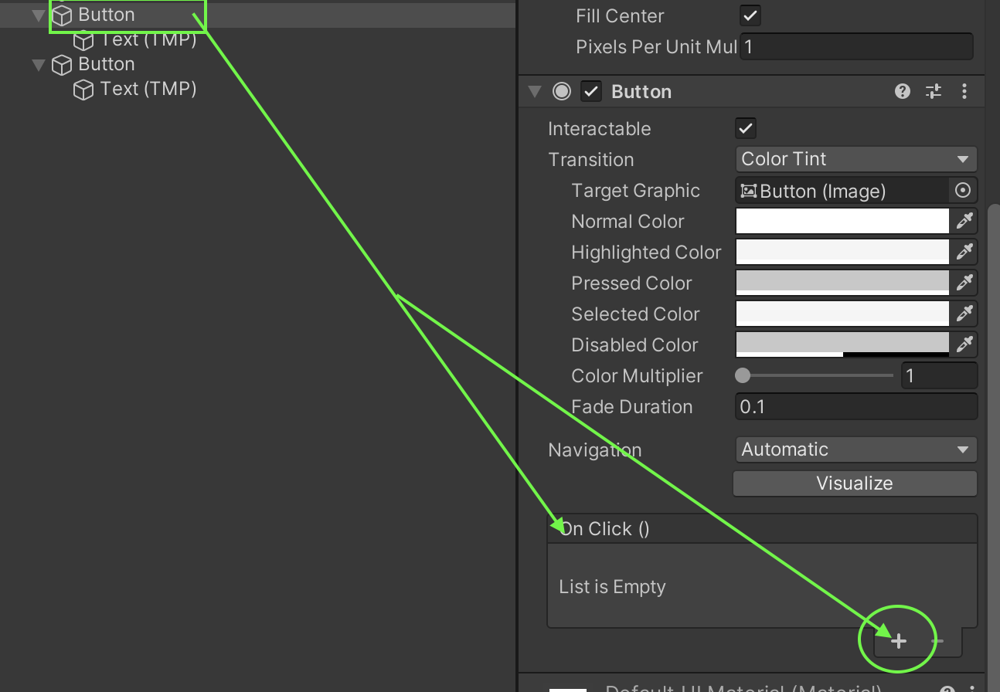 Button
Text (TMP)
Button
Text (TMP)
Fill Center
Pixels Per Unit Mul 1
Button
Interactable
Transition Color Tint
Target Graphic Button (Image)
Normal Color
Highlighted Color
Pressed Color
Selected Color
Disabled Color
Color Multiplier 1
Fade Duration 0.1
Navigation Automatic
Visualize
On Click ()
List is Empty
Default UI Material (Material)